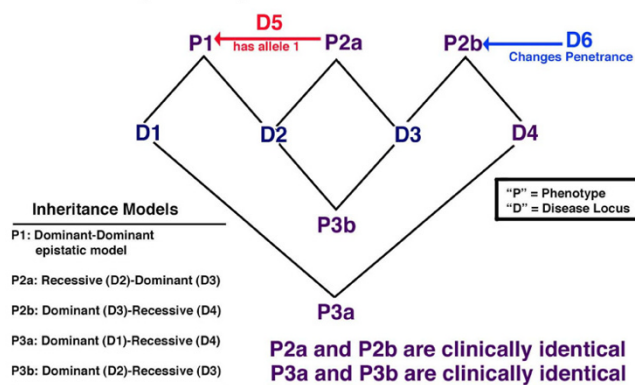 D5
P1
has allele 1
P2a
P2b
D6
Changes Penetrance
D1
D2
D3
D4
"P" = Phenotype
"D" = Disease Locus
Inheritance Models
P3b
P1: Dominant-Dominant
epistatic model
P2a: Recessive (D2)-Dominant (D3)
P2b: Dominant (D3)-Recessive (D4)
P3a
P3a: Dominant (D1)-Recessive (D4)
P3b: Dominant (D2)-Recessive (D3)
P2a and P2b are clinically identical
P3a and P3b are clinically identical